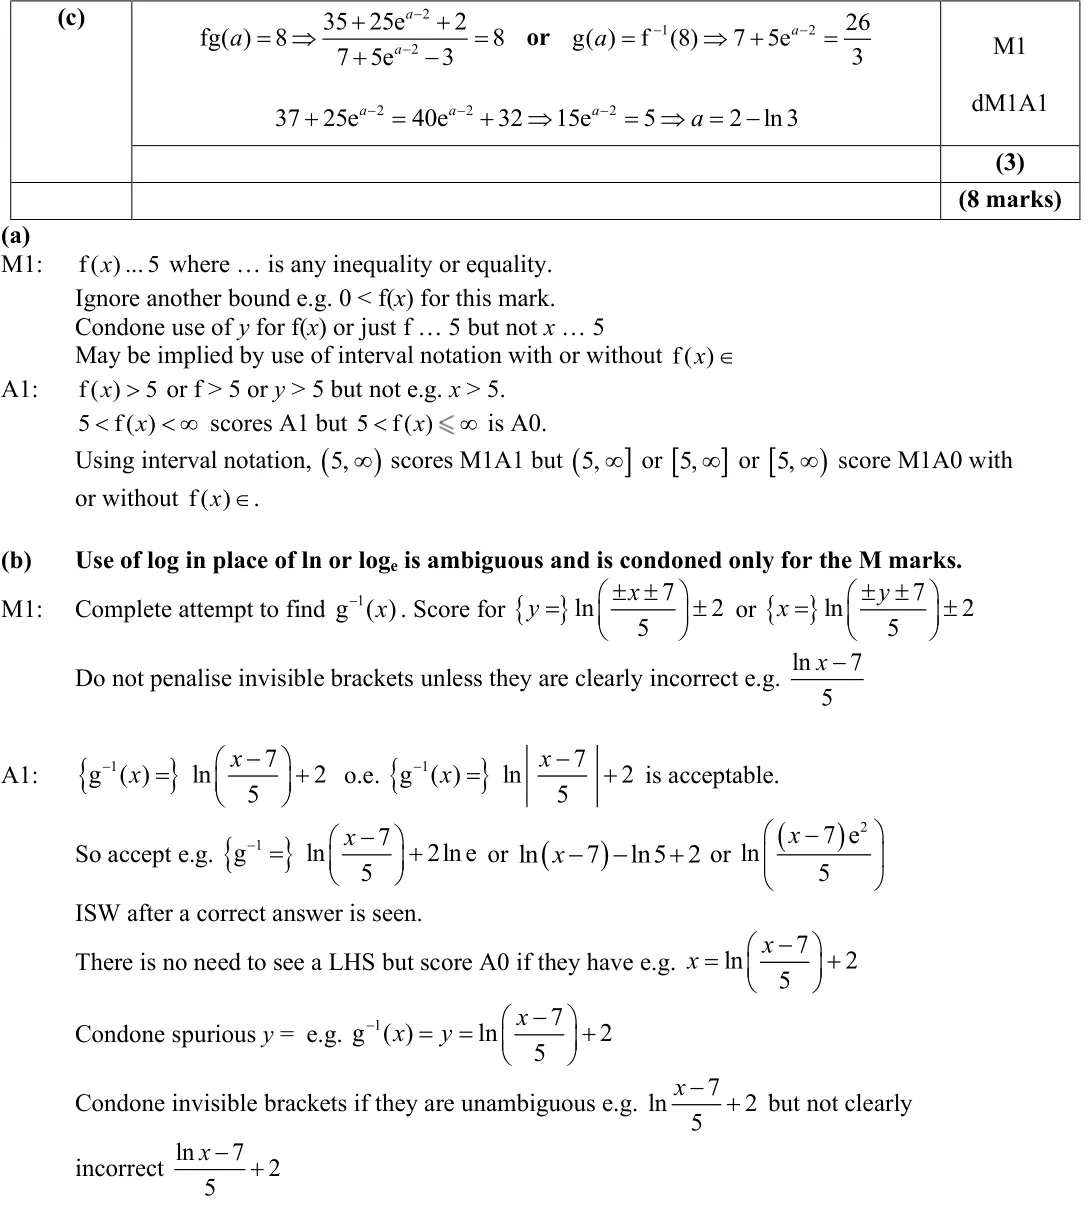 (c) fg(a) = 8 ⇒ (35 + 25e^(a−2) + 2)/(7 + 5e^(a−2) − 3) = 8 or g(a) = f⁻¹(8) ⇒ 7 + 5e^(a−2) = 26/3 M1
37 + 25e^(a−2) = 40e^(a−2) + 32 ⇒ 15e^(a−2) = 5 ⇒ a = 2 − ln 3 dM1A1
(3)
(8 marks)
(a)
M1: f(x) ... 5 where … is any inequality or equality.
Ignore another bound e.g. 0 < f(x) for this mark.
Condone use of y for f(x) or just f … 5 but not x … 5
May be implied by use of interval notation with or without f(x) ∈
A1: f(x) > 5 or f > 5 or y > 5 but not e.g. x > 5.
5 < f(x) < ∞ scores A1 but 5 < f(x) ⩽ ∞ is A0.
Using interval notation, (5, ∞) scores M1A1 but (5, ∞] or [5, ∞] or [5, ∞) score M1A0 with
or without f(x) ∈ .
(b) Use of log in place of ln or logₑ is ambiguous and is condoned only for the M marks.
M1: Complete attempt to find g⁻¹(x). Score for {y =} ln((±x ± 7)/5) ± 2 or {x =} ln((±y ± 7)/5) ± 2
Do not penalise invisible brackets unless they are clearly incorrect e.g. (ln x − 7)/5
A1: {g⁻¹(x) =} ln((x − 7)/5) + 2 o.e. {g⁻¹(x) =} ln|(x − 7)/5| + 2 is acceptable.
So accept e.g. {g⁻¹ =} ln((x − 7)/5) + 2 ln e or ln(x − 7) − ln 5 + 2 or ln(((x − 7)e²)/5)
ISW after a correct answer is seen.
There is no need to see a LHS but score A0 if they have e.g. x = ln((x − 7)/5) + 2
Condone spurious y = e.g. g⁻¹(x) = y = ln((x − 7)/5) + 2
Condone invisible brackets if they are unambiguous e.g. ln (x − 7)/5 + 2 but not clearly
incorrect (ln x − 7)/5 + 2